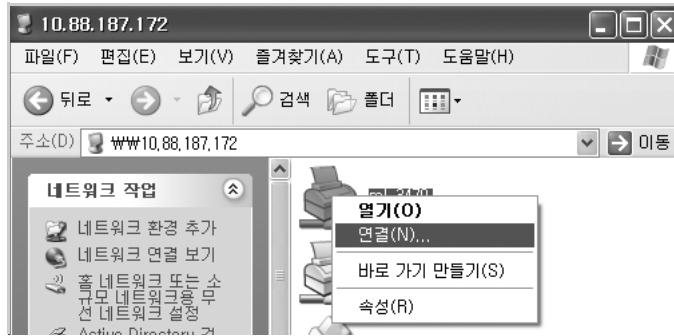 10.88.187.172
파일(F) 편집(E) 보기(V) 즐겨찾기(A) 도구(T) 도움말(H)
뒤로 검색 폴더
주소(D) ₩₩10,88,187,172 이동
네트워크 작업
네트워크 환경 추가
네트워크 연결 보기
홈 네트워크 또는 소
규모 네트워크용 무
선 네트워크 설정
Active Directory 검
열기(O)
연결(N)...
바로 가기 만들기(S)
속성(R)